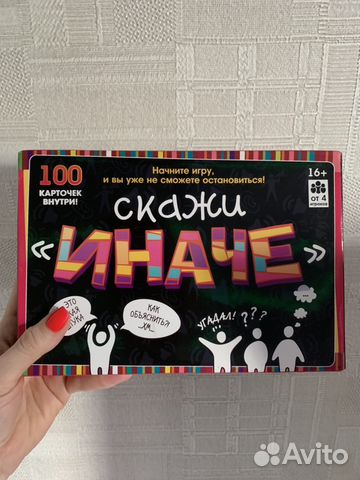 100
КАРТОЧЕК
ВНУТРИ!
Начните игру,
и вы уже не сможете остановиться!
16+
от 4
игроков
скажи
«ИНАЧЕ»
ЭТО
КАК
ОБЪЯСНИТЬ?!
_ХМ_
УГАДАЛ!
? ? ?
...
Avito